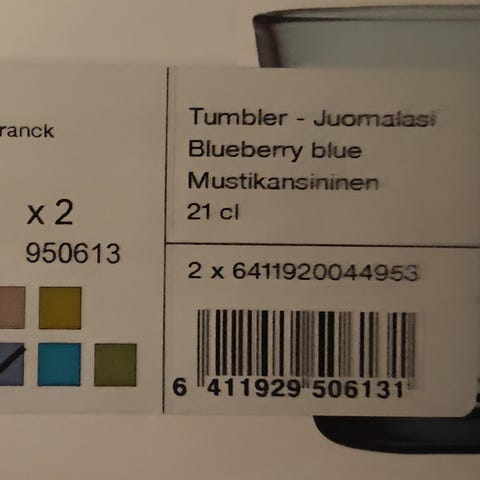 ranck
x 2
950613
Tumbler - Juomalasi
Blueberry blue
Mustikansininen
21 cl
2 x 6411920044953
6 411929 506131